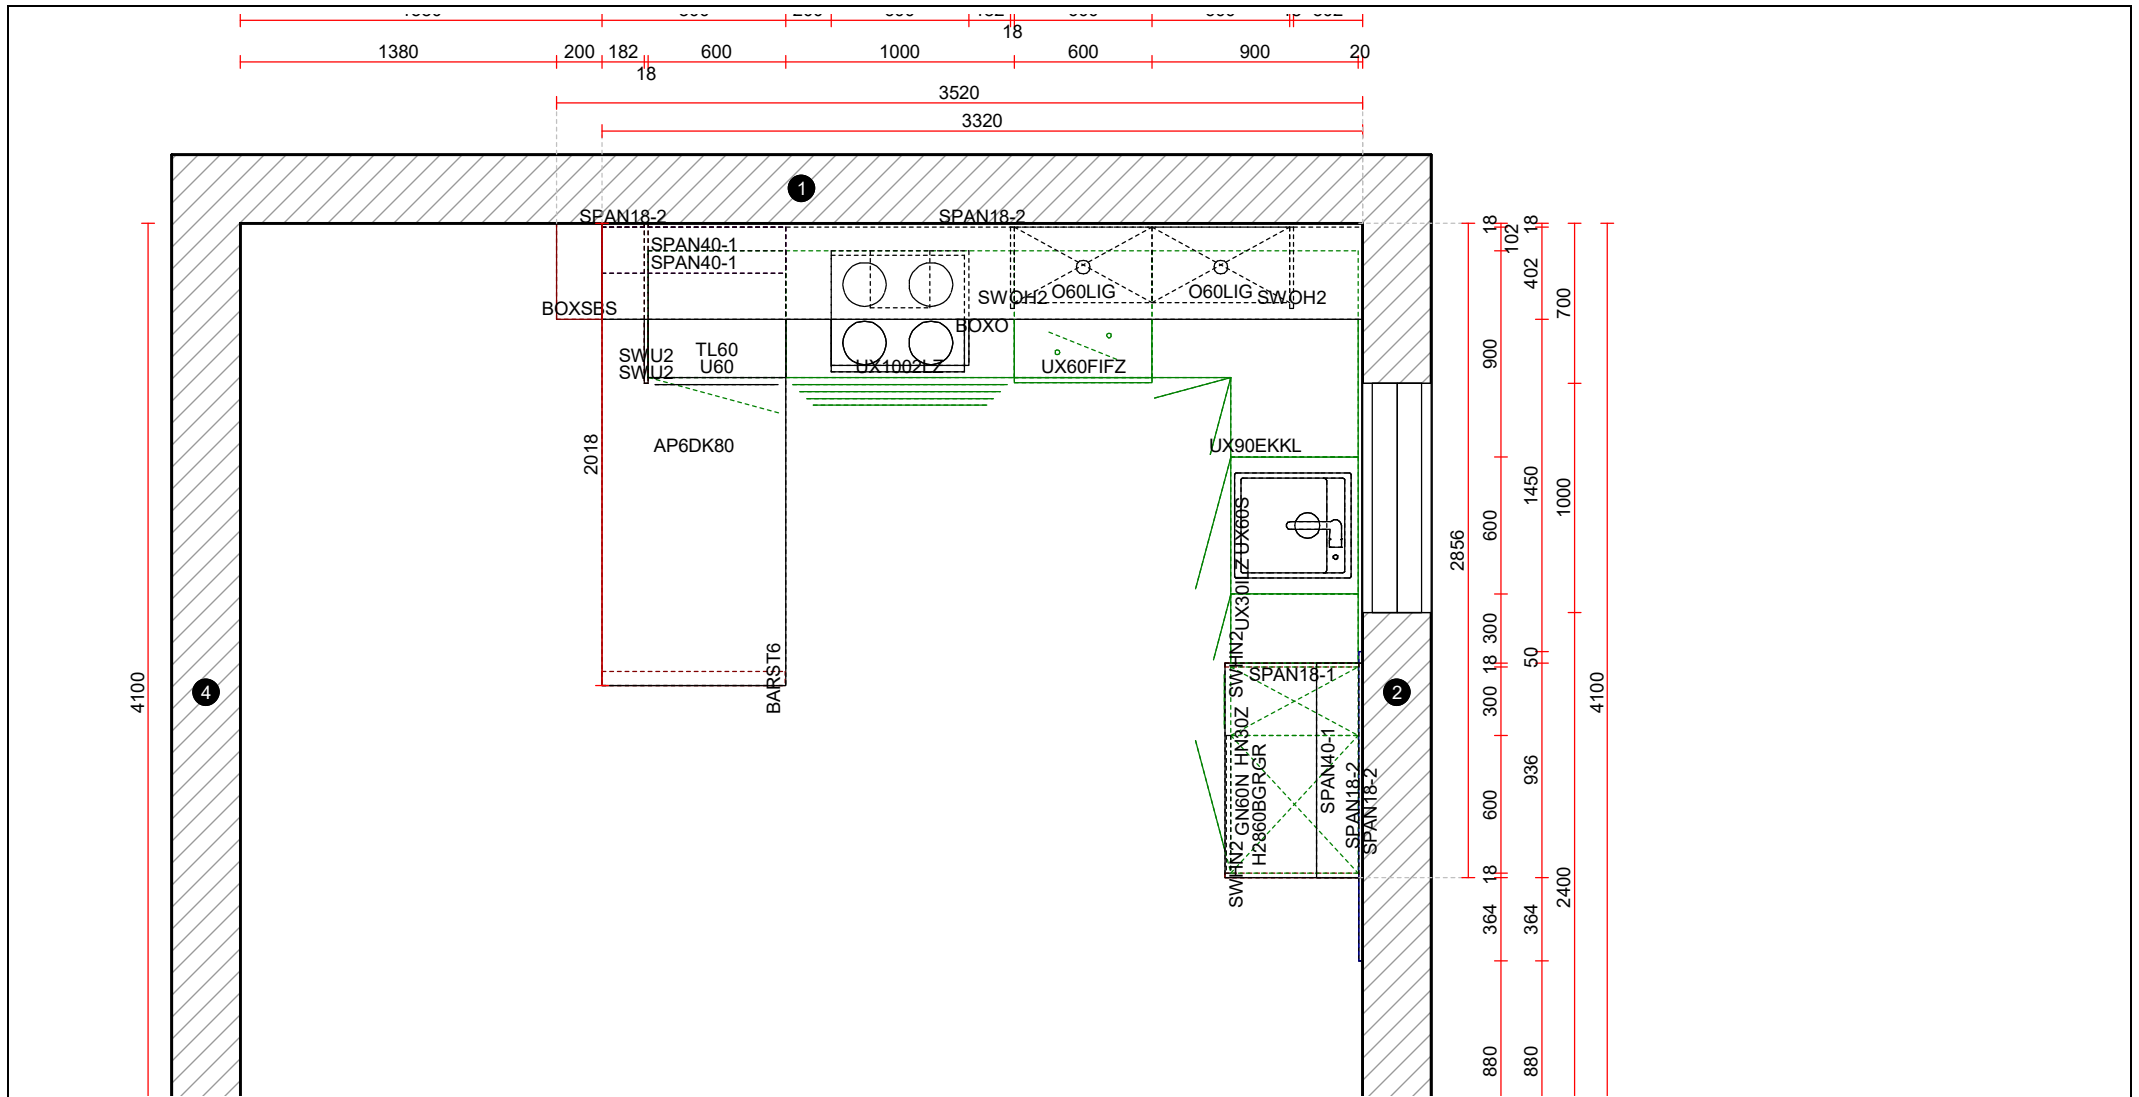 18
1380 200 182 600 1000 600 900 20
18
3520
3320
1
SPAN18-2 SPAN18-2
SPAN40-1
SPAN40-1
O60LIG O60LIG
SWOH2 SWOH2
BOXSBS
BOXO
TL60
SWU2
U60
SWU2
UX1002LZ
UX60FIFZ
AP6DK80
UX90EKKL
2018
BARST6
UX60S
UX30ILZ
SWHN2
SPAN18-1
HN30Z
GN60N
H2860BGRGR
SWHN2
SPAN40-1
SPAN18-2
SPAN18-2
4
2
4100
2856
18
102
900
600
300
18
300
600
18
364
880
18
402
1450
50
936
364
880
700
1000
2400
4100